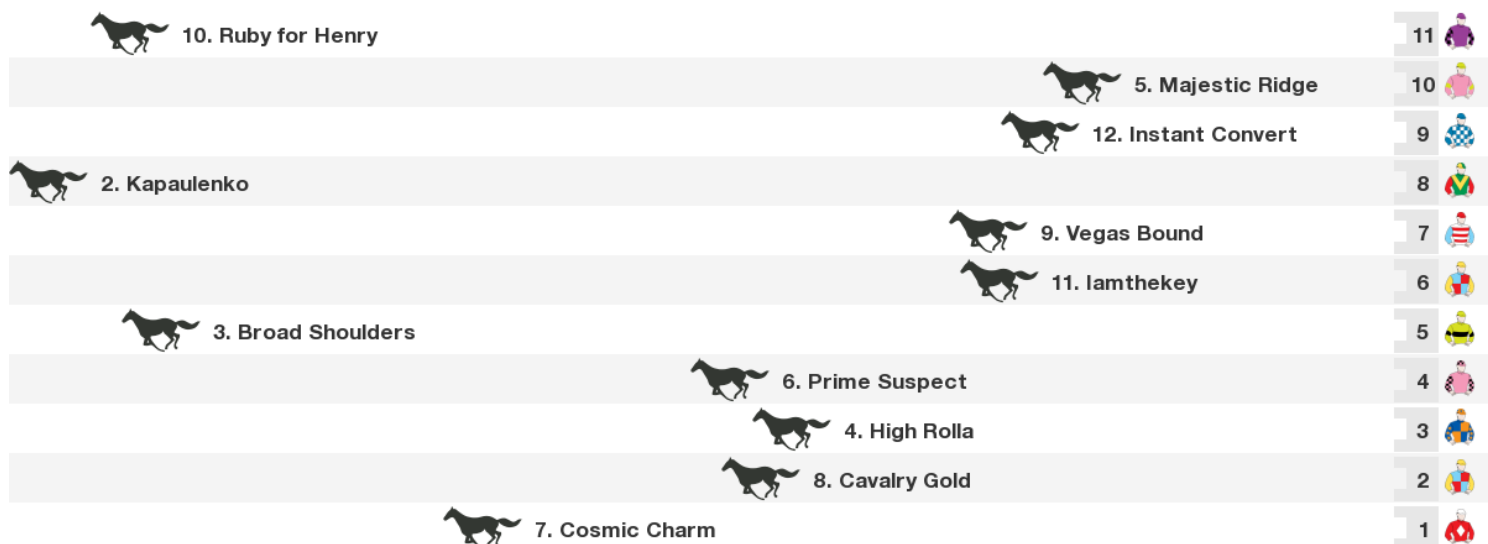 10. Ruby for Henry 11
5. Majestic Ridge 10
12. Instant Convert 9
2. Kapaulenko 8
9. Vegas Bound 7
11. Iamthekey 6
3. Broad Shoulders 5
6. Prime Suspect 4
4. High Rolla 3
8. Cavalry Gold 2
7. Cosmic Charm 1